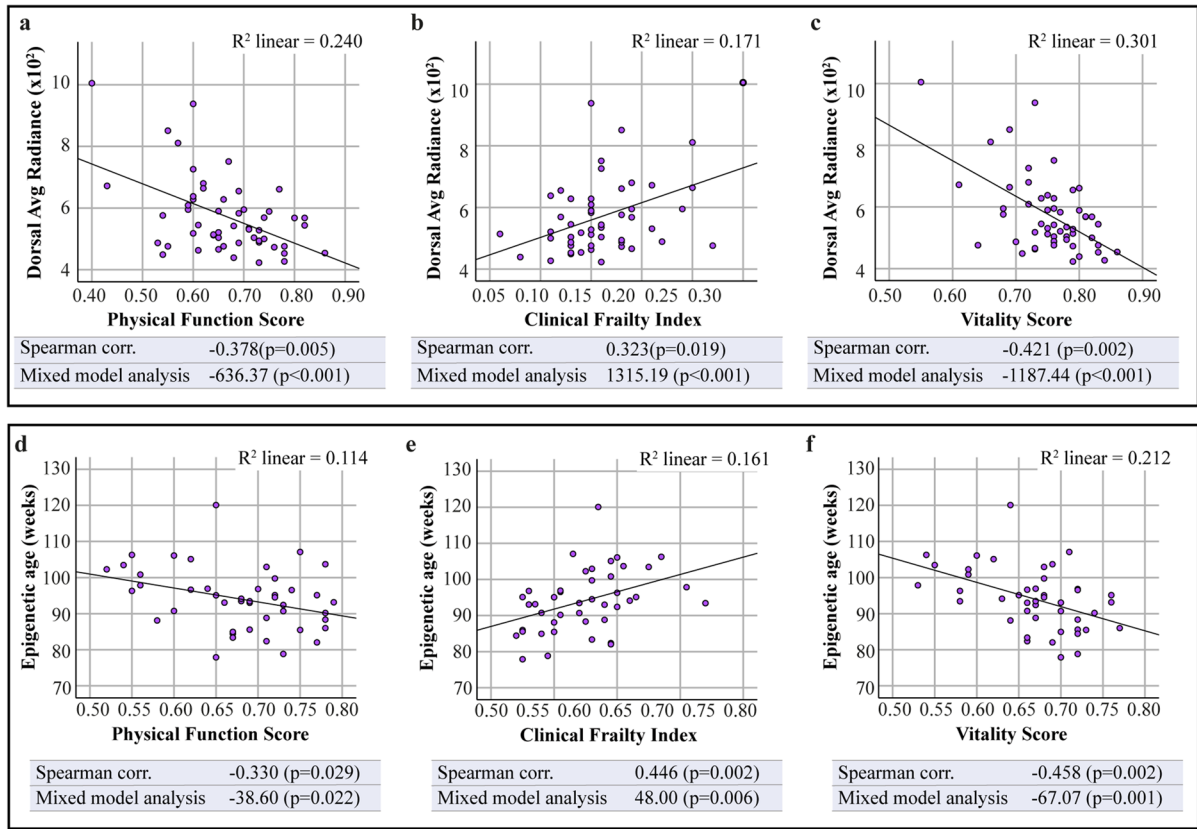 a
R² linear = 0.240
Dorsal Avg Radiance (x10²)
10
8
6
4
0.40 0.50 0.60 0.70 0.80 0.90
Physical Function Score
Spearman corr. -0.378(p=0.005)
Mixed model analysis -636.37 (p<0.001)
b
R² linear = 0.171
Dorsal Avg Radiance (x10²)
10
8
6
4
0.05 0.10 0.15 0.20 0.25 0.30
Clinical Frailty Index
Spearman corr. 0.323(p=0.019)
Mixed model analysis 1315.19 (p<0.001)
c
R² linear = 0.301
Dorsal Avg Radiance (x10²)
10
8
6
4
0.50 0.60 0.70 0.80 0.90
Vitality Score
Spearman corr. -0.421 (p=0.002)
Mixed model analysis -1187.44 (p<0.001)
d
R² linear = 0.114
Epigenetic age (weeks)
130
120
110
100
90
80
70
0.50 0.55 0.60 0.65 0.70 0.75 0.80
Physical Function Score
Spearman corr. -0.330 (p=0.029)
Mixed model analysis -38.60 (p=0.022)
e
R² linear = 0.161
Epigenetic age (weeks)
130
120
110
100
90
80
70
0.50 0.55 0.60 0.65 0.70 0.75 0.80
Clinical Frailty Index
Spearman corr. 0.446 (p=0.002)
Mixed model analysis 48.00 (p=0.006)
f
R² linear = 0.212
Epigenetic age (weeks)
130
120
110
100
90
80
70
0.50 0.55 0.60 0.65 0.70 0.75 0.80
Vitality Score
Spearman corr. -0.458 (p=0.002)
Mixed model analysis -67.07 (p=0.001)